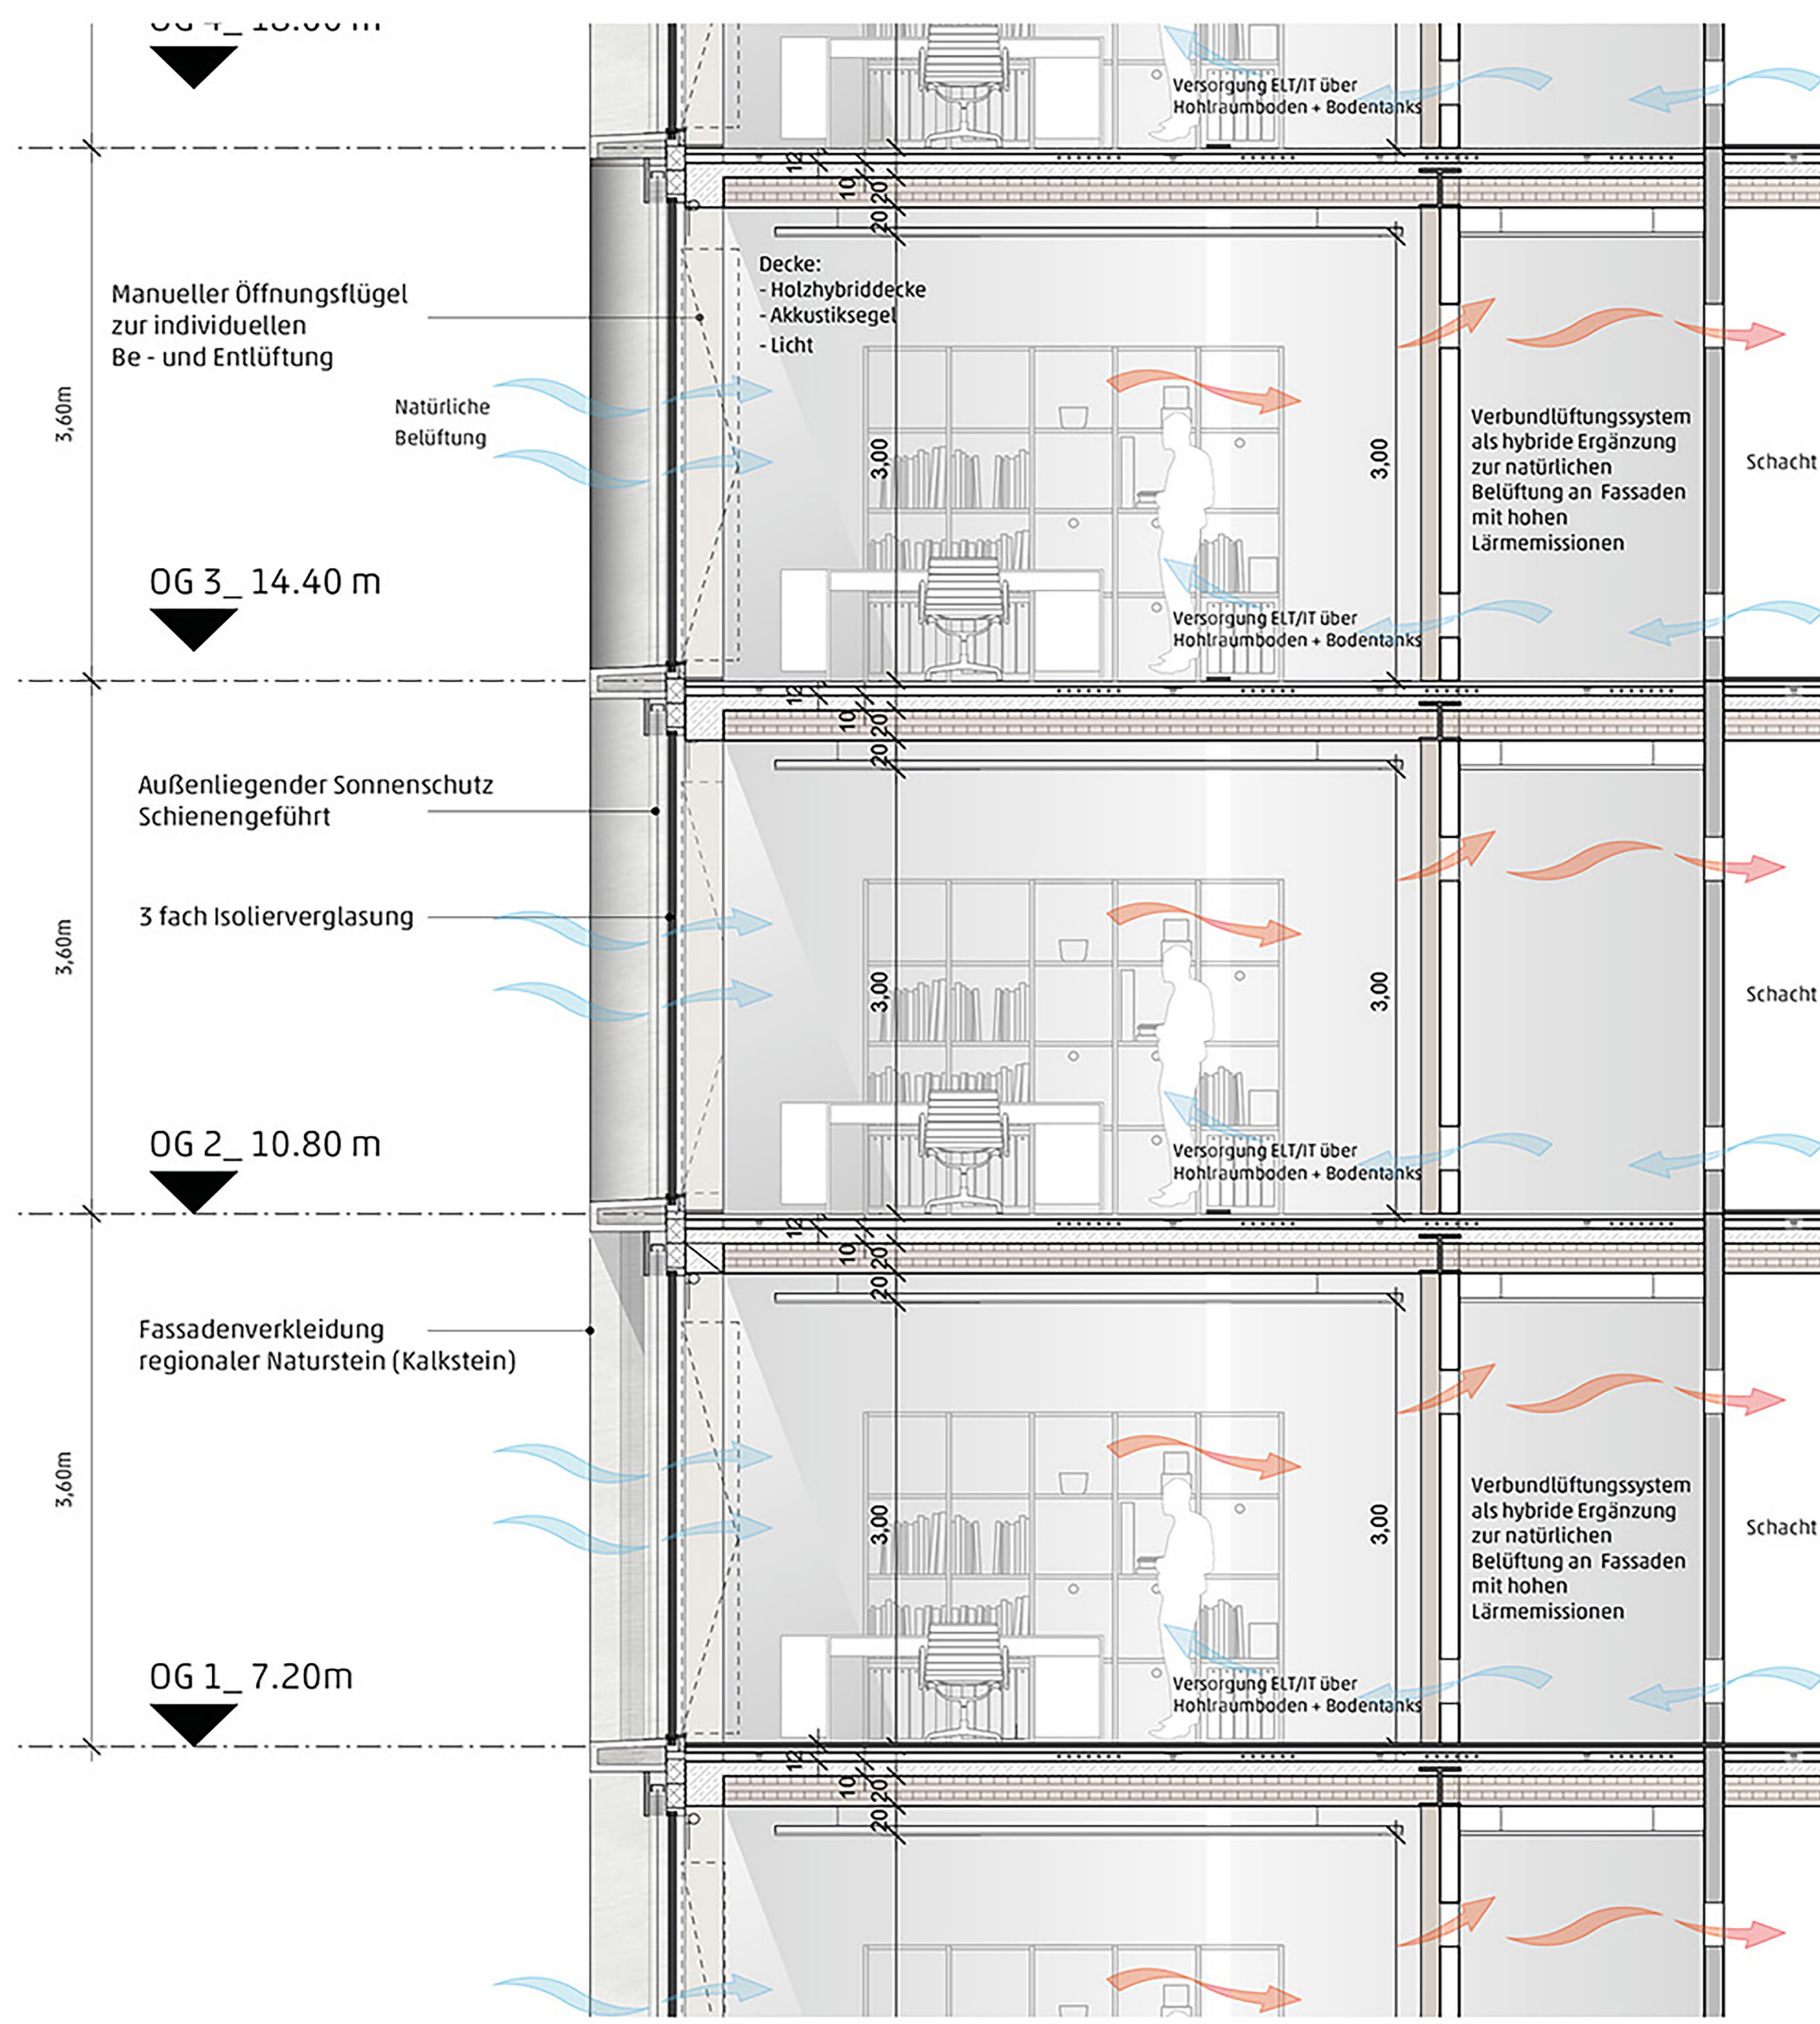 Versorgung ELT/IT über
Hohlraumboden + Bodentanks
12
10
20
20
Manueller Öffnungsflügel
zur individuellen
Be - und Entlüftung
Natürliche
Belüftung
Decke:
- Holzhybriddecke
- Akkustiksegel
- Licht
3,60m
3,00
3,00
Verbundlüftungssystem
als hybride Ergänzung
zur natürlichen
Belüftung an Fassaden
mit hohen
Lärmemissionen
Schacht
OG 3_ 14.40 m
Versorgung ELT/IT über
Hohlraumboden + Bodentanks
12
10
20
20
Außenliegender Sonnenschutz
Schienengeführt
3 fach Isolierverglasung
3,60m
3,00
3,00
Schacht
OG 2_ 10.80 m
Versorgung ELT/IT über
Hohlraumboden + Bodentanks
12
10
20
20
Fassadenverkleidung
regionaler Naturstein (Kalkstein)
3,60m
3,00
3,00
Verbundlüftungssystem
als hybride Ergänzung
zur natürlichen
Belüftung an Fassaden
mit hohen
Lärmemissionen
Schacht
OG 1_ 7.20m
Versorgung ELT/IT über
Hohlraumboden + Bodentanks
12
10
20
20